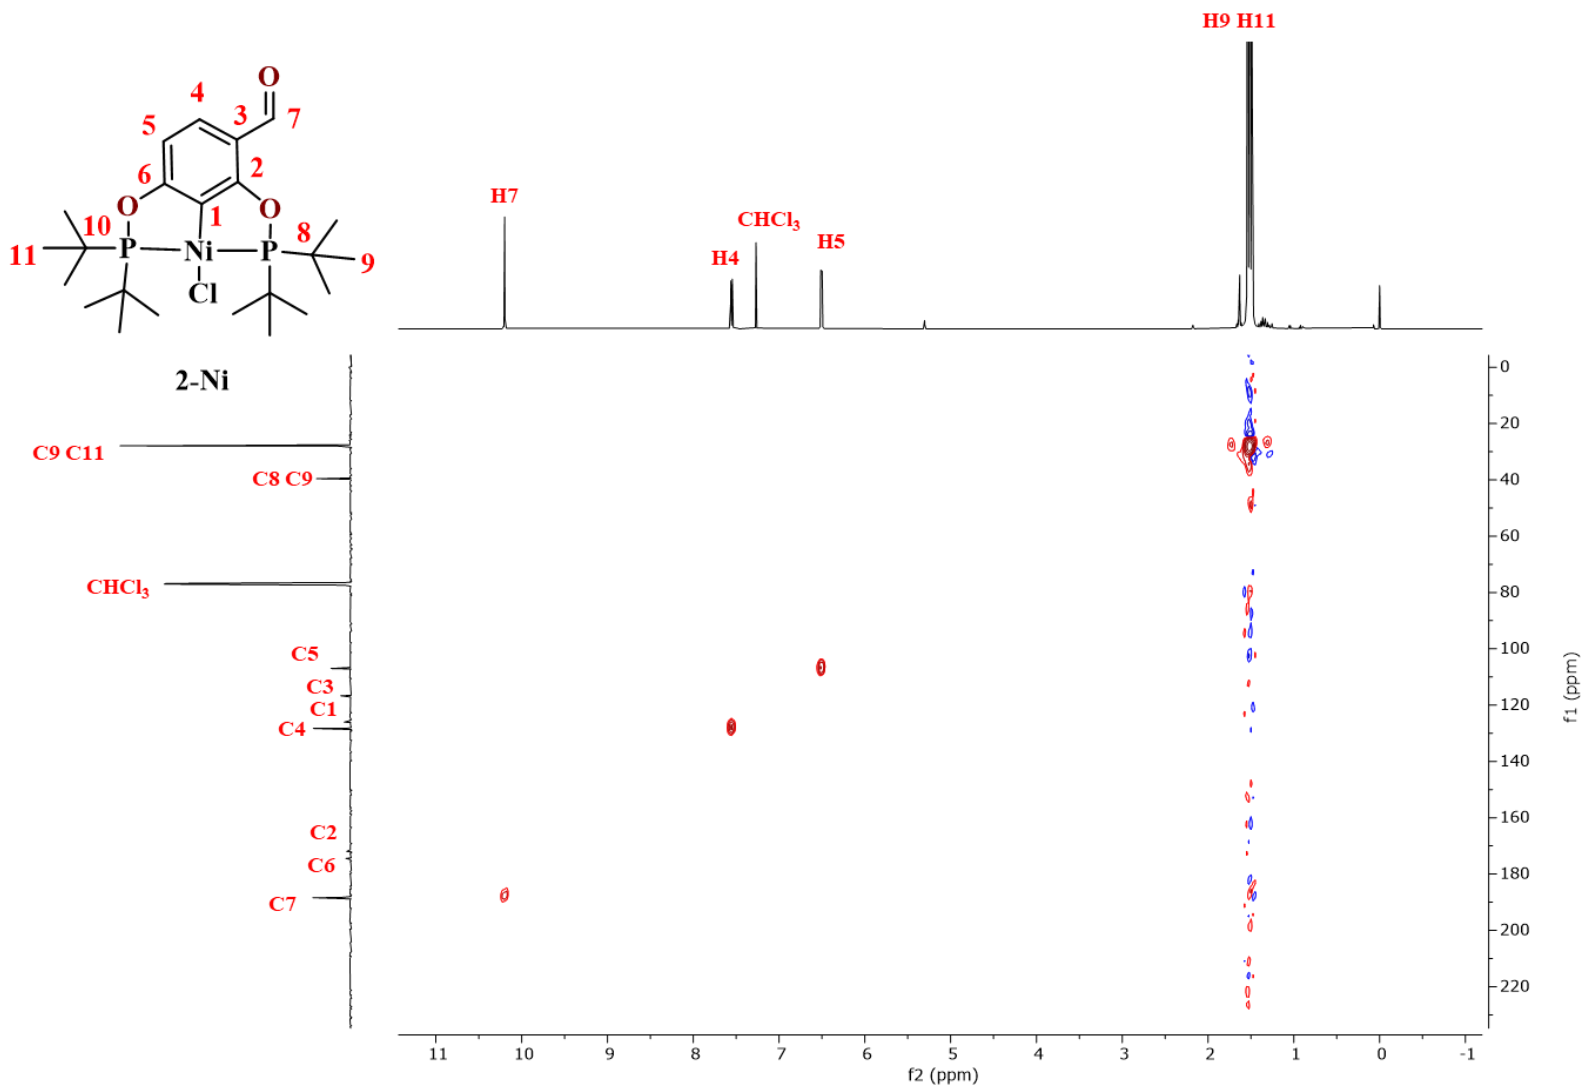 H9 H11
O
4
3
7
5
H7
6
2
CHCl3
O
O
1
10
8
H4
H5
11
P
Ni
P
9
Cl
2-Ni
0
C9 C11
20
C8 C9
40
60
CHCl3
80
C5
100
C3
C1
120
C4
140
160
C2
C6
180
C7
200
220
f1 (ppm)
11 10 9 8 7 6 5 4 3 2 1 0 -1
f2 (ppm)